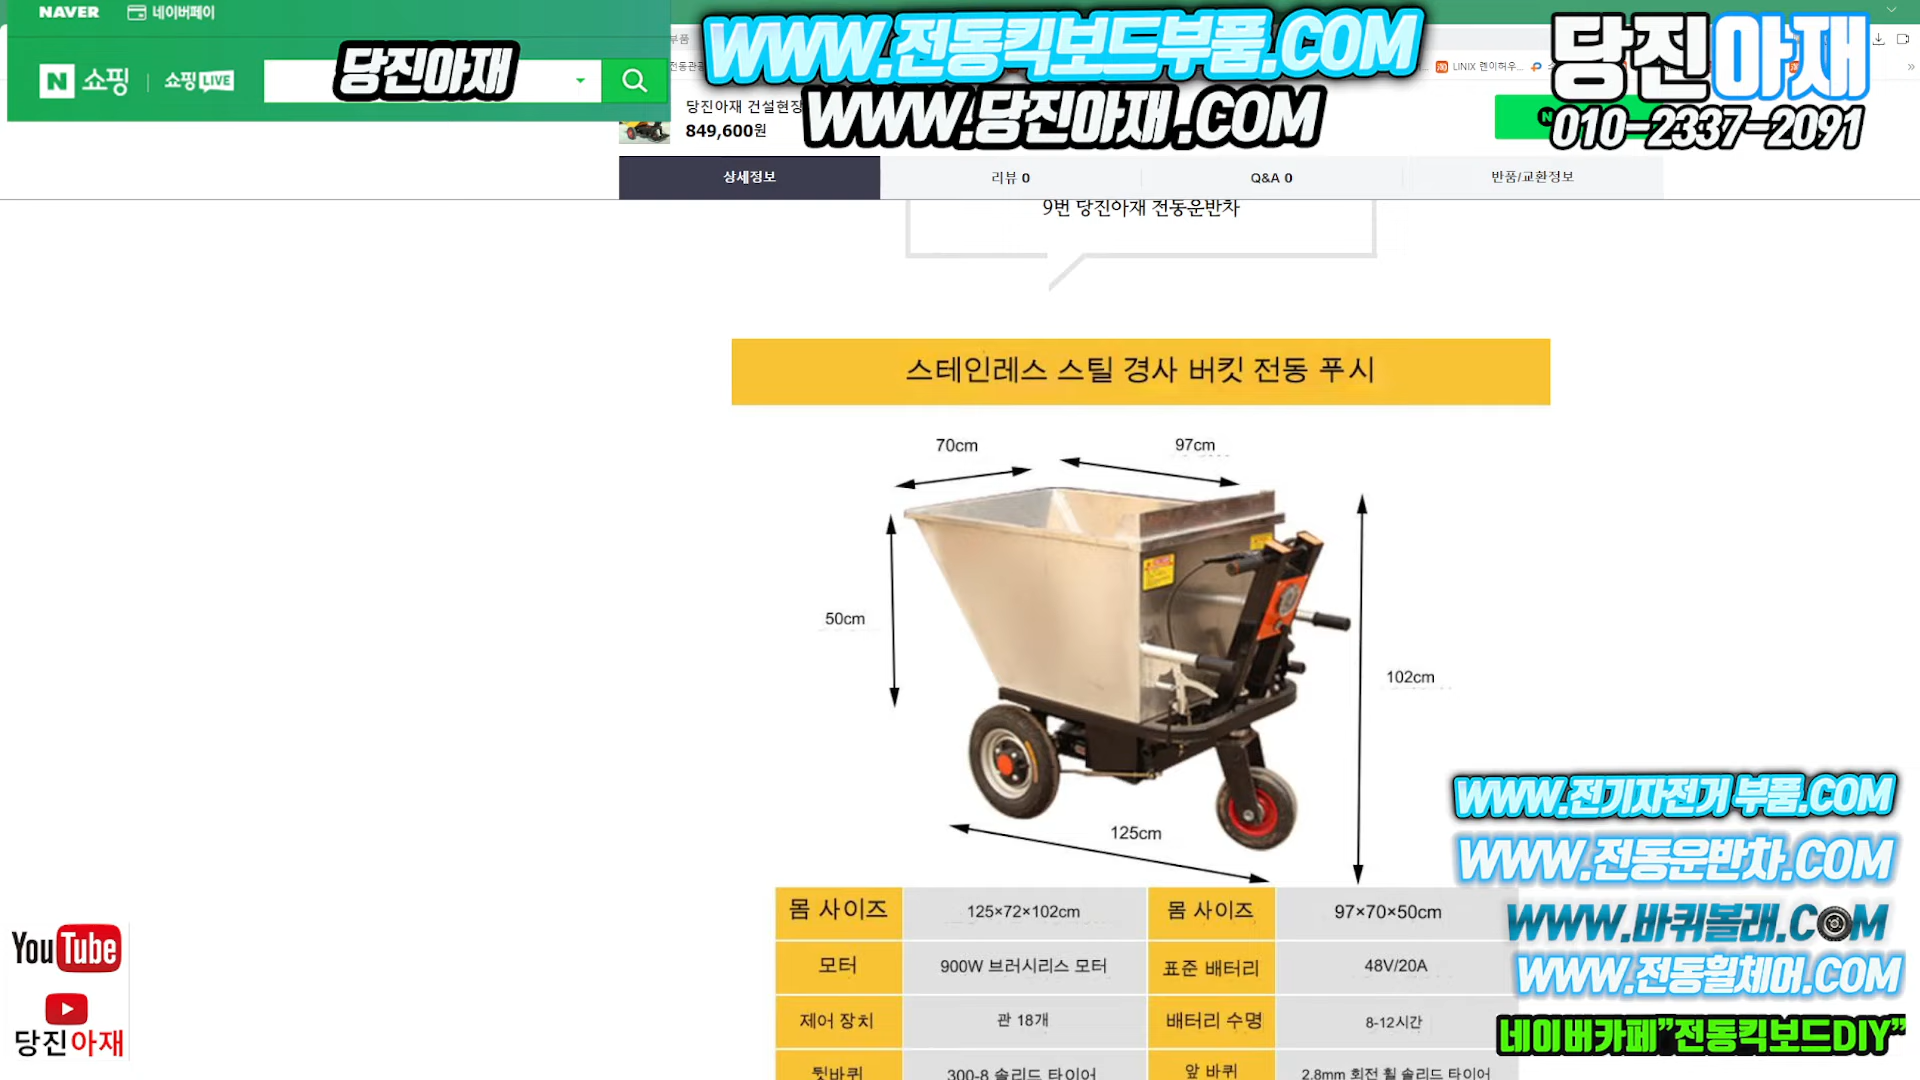 NAVER 네이버페이
N 쇼핑 쇼핑LIVE
당진아재
WWW.전동킥보드부품.COM
WWW.당진아재.COM
당진아재
010-2337-2091
부품
LINIX 렌이허우...
당진아재 건설현장
849,600원
상세정보
리뷰 0
Q&A 0
반품/교환정보
9번 당진아재 전동운반차
스테인레스 스틸 경사 버킷 전동 푸시
70cm
97cm
50cm
102cm
125cm
몸 사이즈 125×72×102cm 몸 사이즈 97×70×50cm
모터 900W 브러시리스 모터 표준 배터리 48V/20A
제어 장치 관 18개 배터리 수명 8-12시간
뒷바퀴 300-8 솔리드 타이어 앞 바퀴 2.8mm 회전 휠 솔리드 타이어
WWW.전기자전거 부품.COM
WWW.전동운반차.COM
WWW.바퀴볼래.COM
WWW.전동휠체어.COM
네이버카페"전동킥보드DIY"
YouTube
당진아재